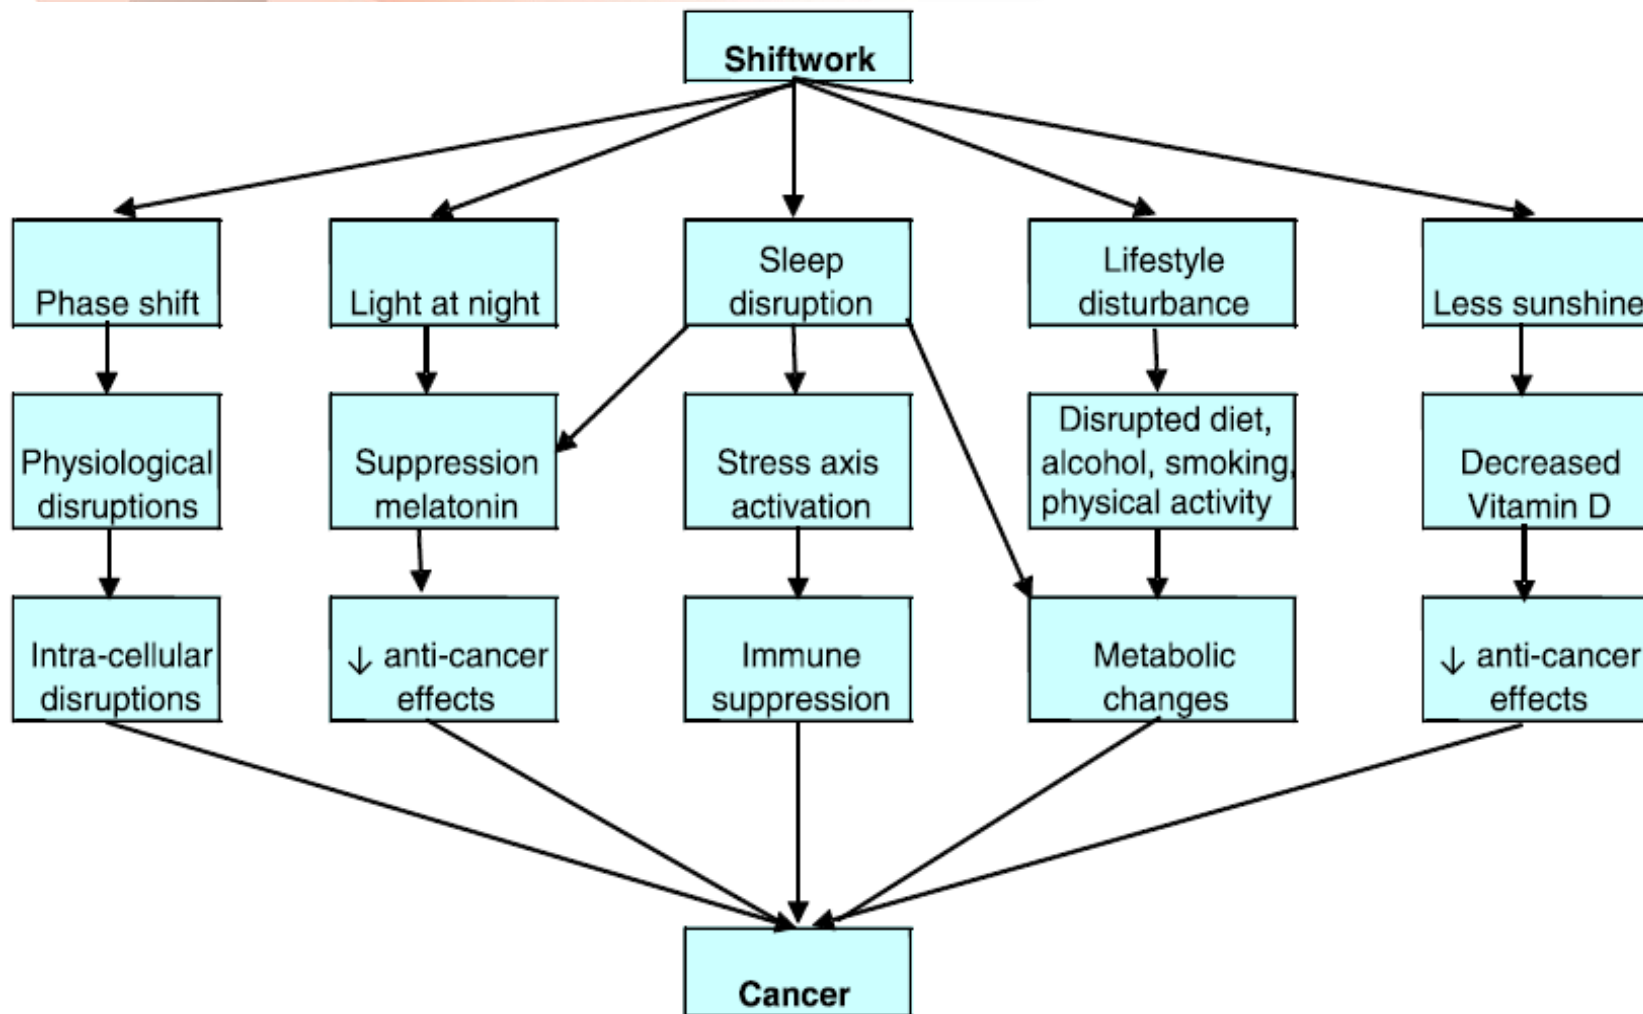 Shiftwork
Phase shift
Light at night
Sleep
disruption
Lifestyle
disturbance
Less sunshine
Physiological
disruptions
Suppression
melatonin
Stress axis
activation
Disrupted diet,
alcohol, smoking,
physical activity
Decreased
Vitamin D
Intra-cellular
disruptions
↓ anti-cancer
effects
Immune
suppression
Metabolic
changes
↓ anti-cancer
effects
Cancer